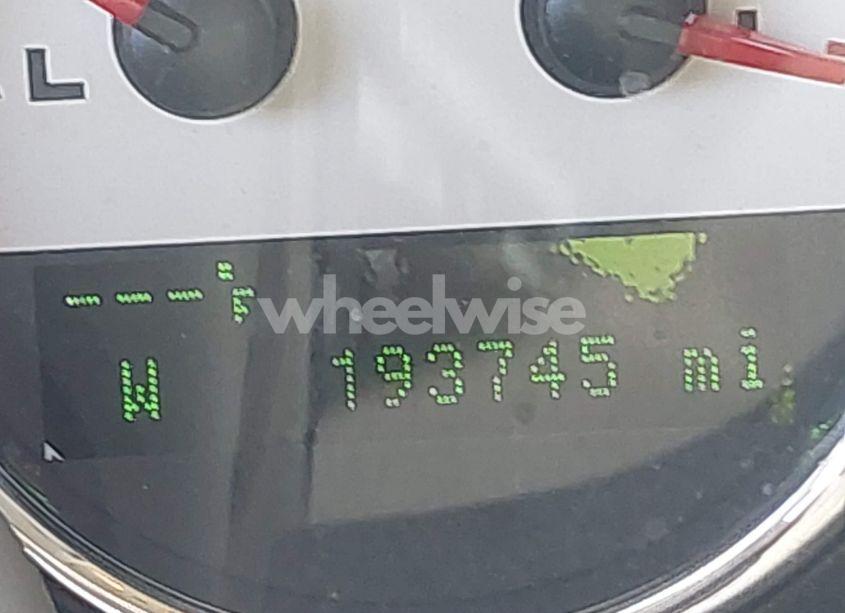 L
---°F
wheelwise
W 193745 mi